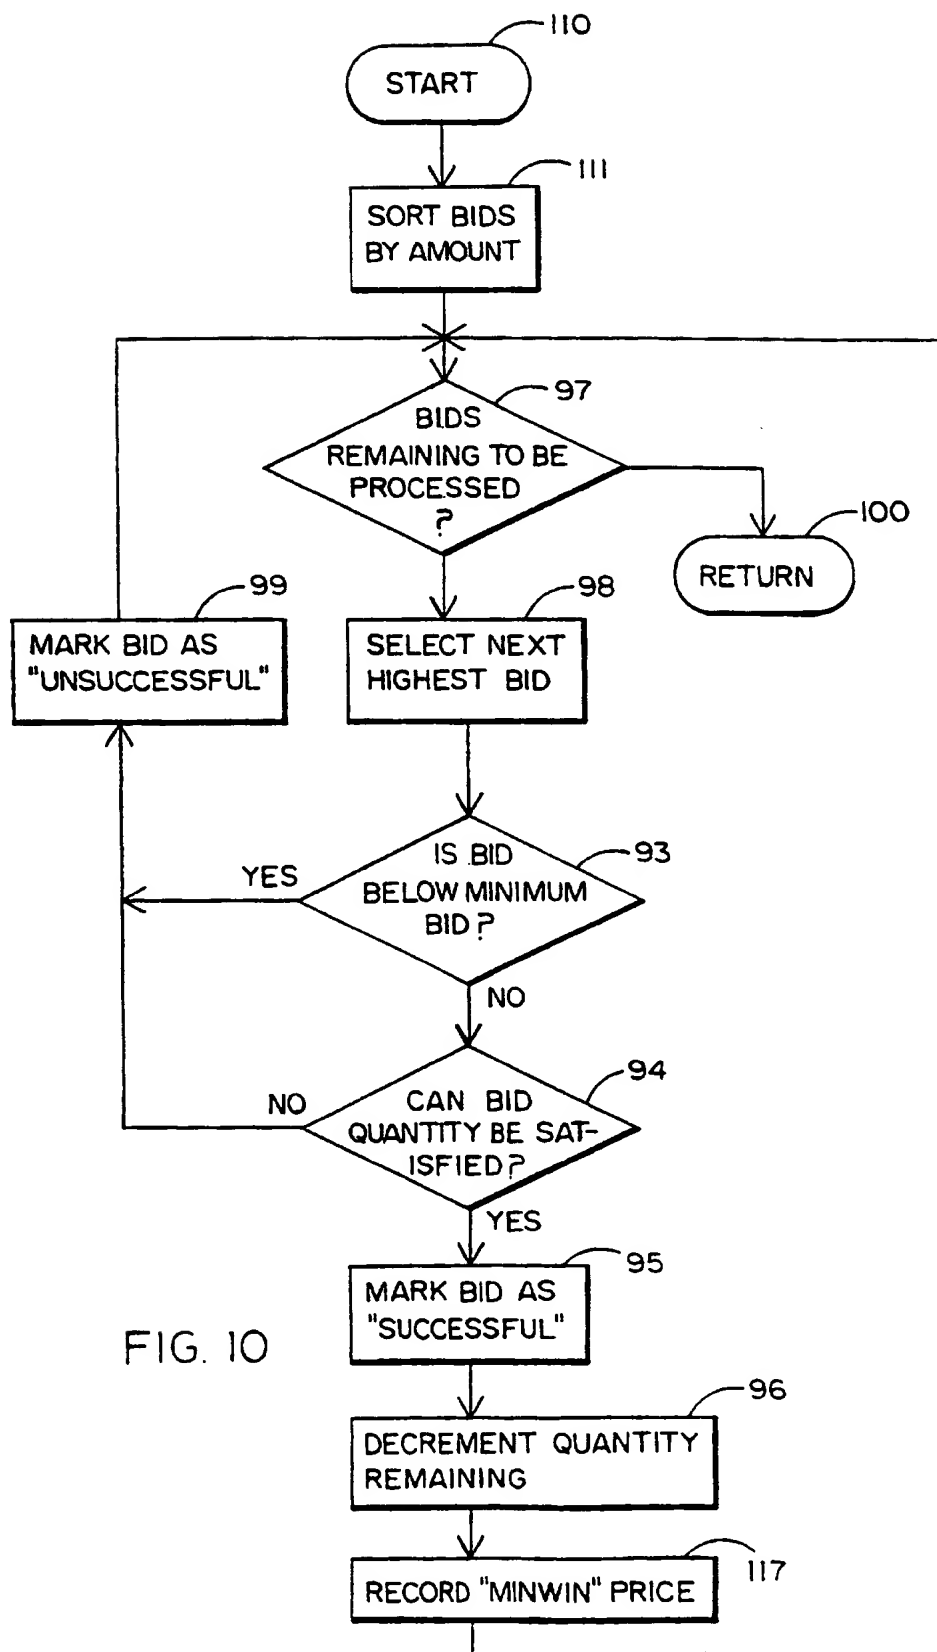 110
START
111
SORT BIDS
BY AMOUNT
97
BIDS
REMAINING TO BE
PROCESSED
?
100
RETURN
99
MARK BID AS
"UNSUCCESSFUL"
98
SELECT NEXT
HIGHEST BID
93
IS BID
BELOW MINIMUM
BID?
YES
NO
94
CAN BID
QUANTITY BE SAT-
ISFIED?
NO
YES
95
MARK BID AS
"SUCCESSFUL"
FIG. 10
96
DECREMENT QUANTITY
REMAINING
117
RECORD "MINWIN" PRICE